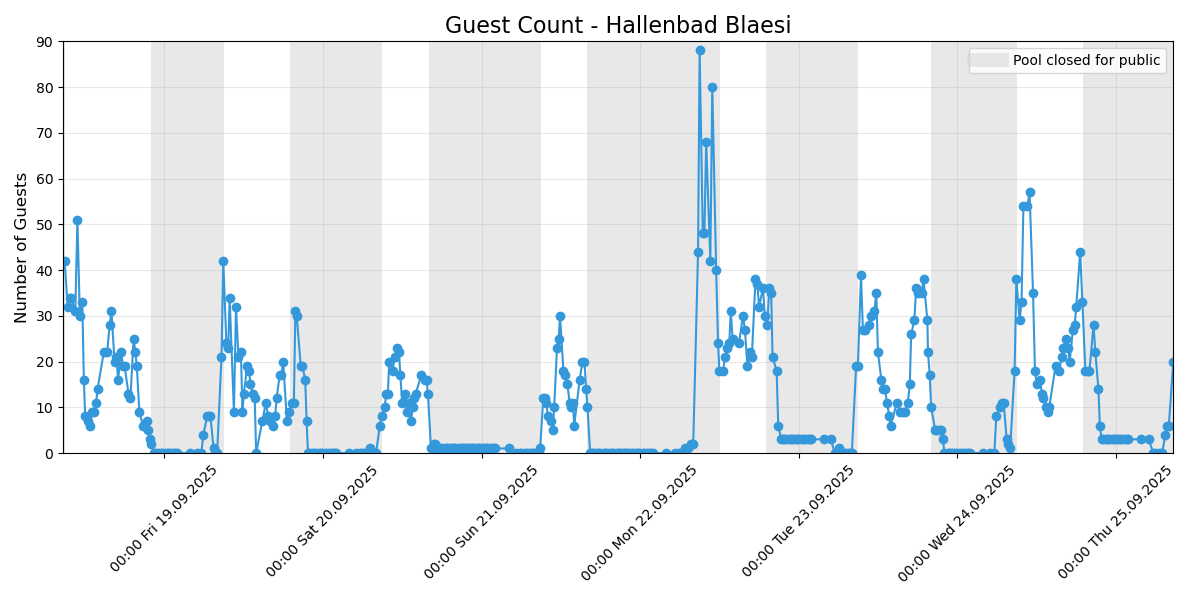 Guest Count - Hallenbad Blaesi
Pool closed for public
Number of Guests
90
80
70
60
50
40
30
20
10
0
00:00 Fri 19.09.2025
00:00 Sat 20.09.2025
00:00 Sun 21.09.2025
00:00 Mon 22.09.2025
00:00 Tue 23.09.2025
00:00 Wed 24.09.2025
00:00 Thu 25.09.2025